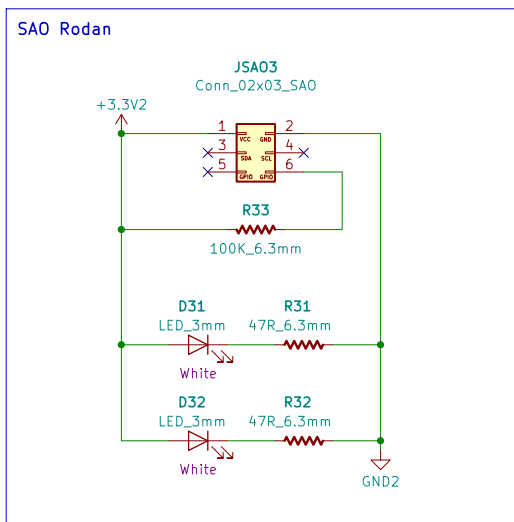 SAO Rodan
JSAO3
Conn_02x03_SAO
+3.3V2
1 VCC GND 2
3 SDA SCL 4
5 GPIO GPIO 6
R33
100K_6.3mm
D31 R31
LED_3mm 47R_6.3mm
White
D32 R32
LED_3mm 47R_6.3mm
White
GND2